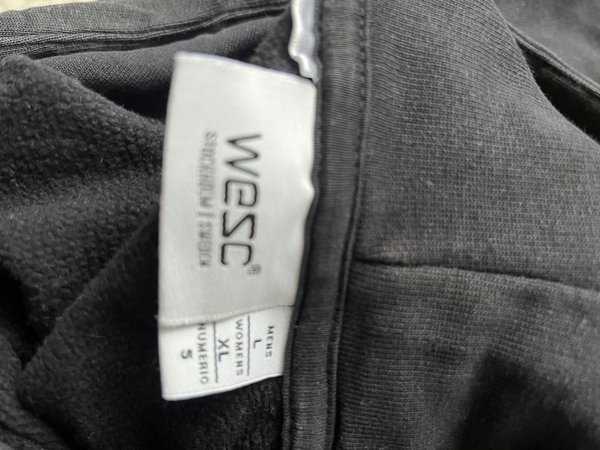 wesc®
STOCKHOLM | SWEDEN
MENS
L
WOMENS
XL
NUMERIC
5